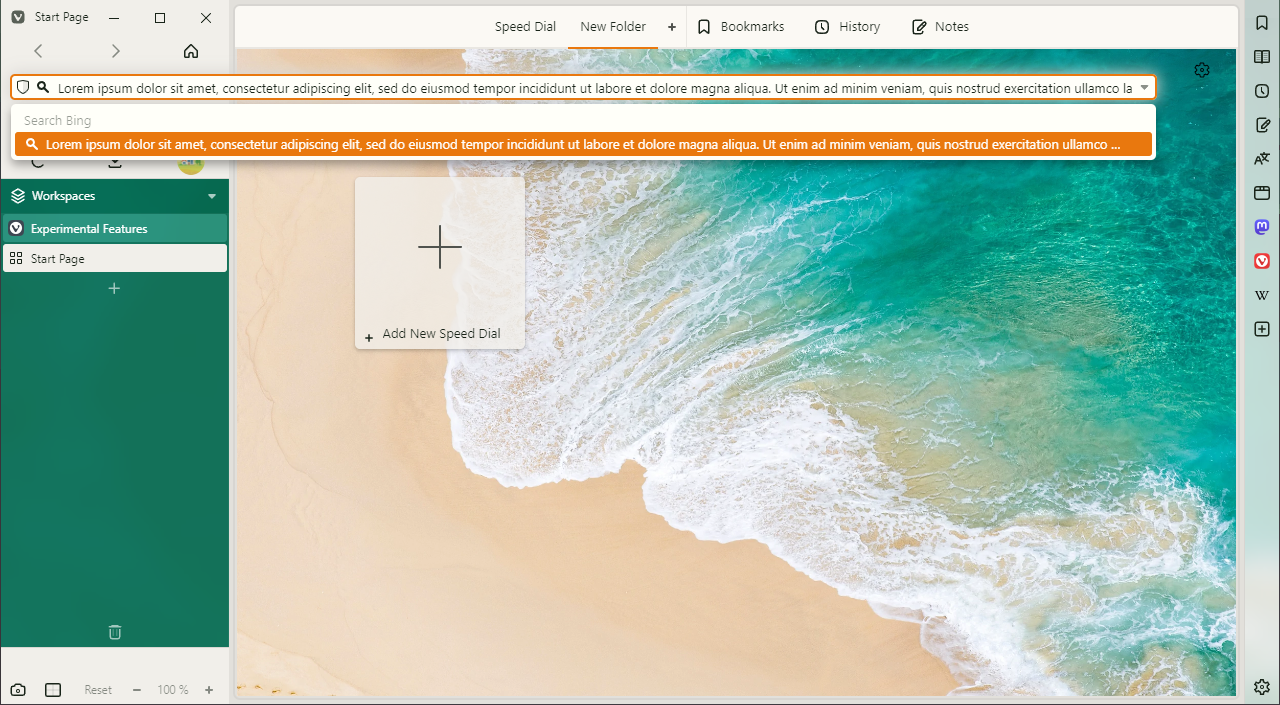 Start Page
Speed Dial
New Folder
Bookmarks
History
Notes
Lorem ipsum dolor sit amet, consectetur adipiscing elit, sed do eiusmod tempor incididunt ut labore et dolore magna aliqua. Ut enim ad minim veniam, quis nostrud exercitation ullamco la
Search Bing
Lorem ipsum dolor sit amet, consectetur adipiscing elit, sed do eiusmod tempor incididunt ut labore et dolore magna aliqua. Ut enim ad minim veniam, quis nostrud exercitation ullamco ...
Workspaces
Experimental Features
Start Page
W
Add New Speed Dial
Reset
100 %